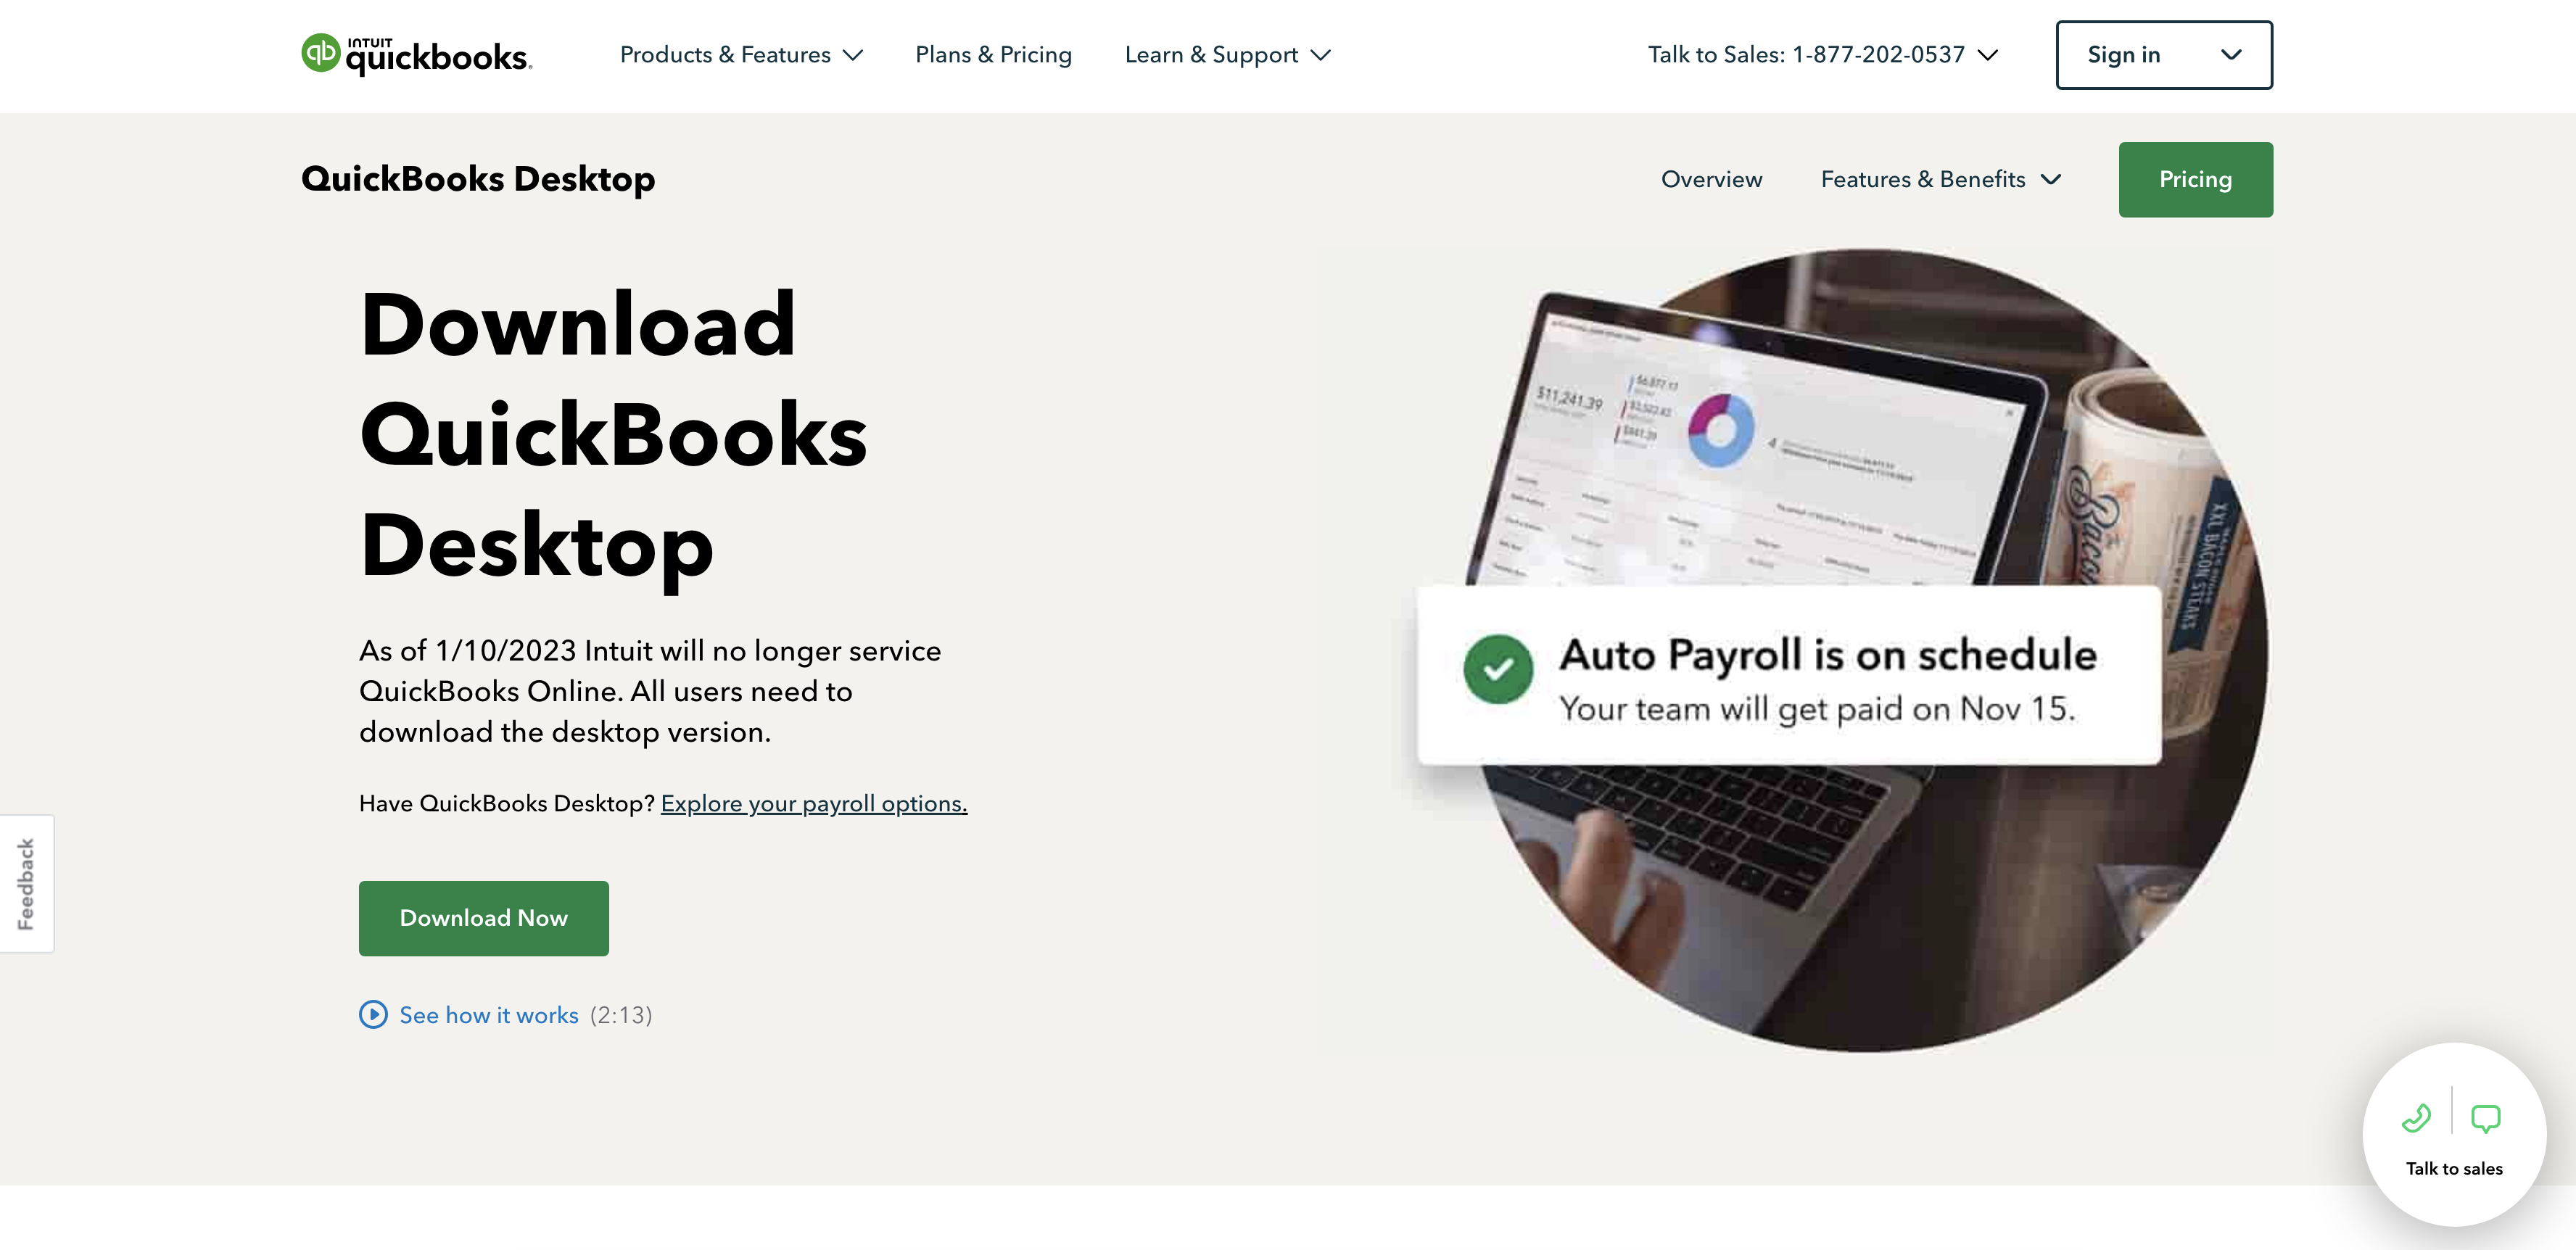 INTUIT
quickbooks.
Products & Features
Plans & Pricing
Learn & Support
Talk to Sales: 1-877-202-0537
Sign in
QuickBooks Desktop
Overview
Features & Benefits
Pricing
Download
QuickBooks
Desktop
As of 1/10/2023 Intuit will no longer service
QuickBooks Online. All users need to
download the desktop version.
Have QuickBooks Desktop? Explore your payroll options.
Download Now
See how it works (2:13)
Feedback
$11,241.39
4
Auto Payroll is on schedule
Your team will get paid on Nov 15.
XXL BACON STEAKS
Talk to sales